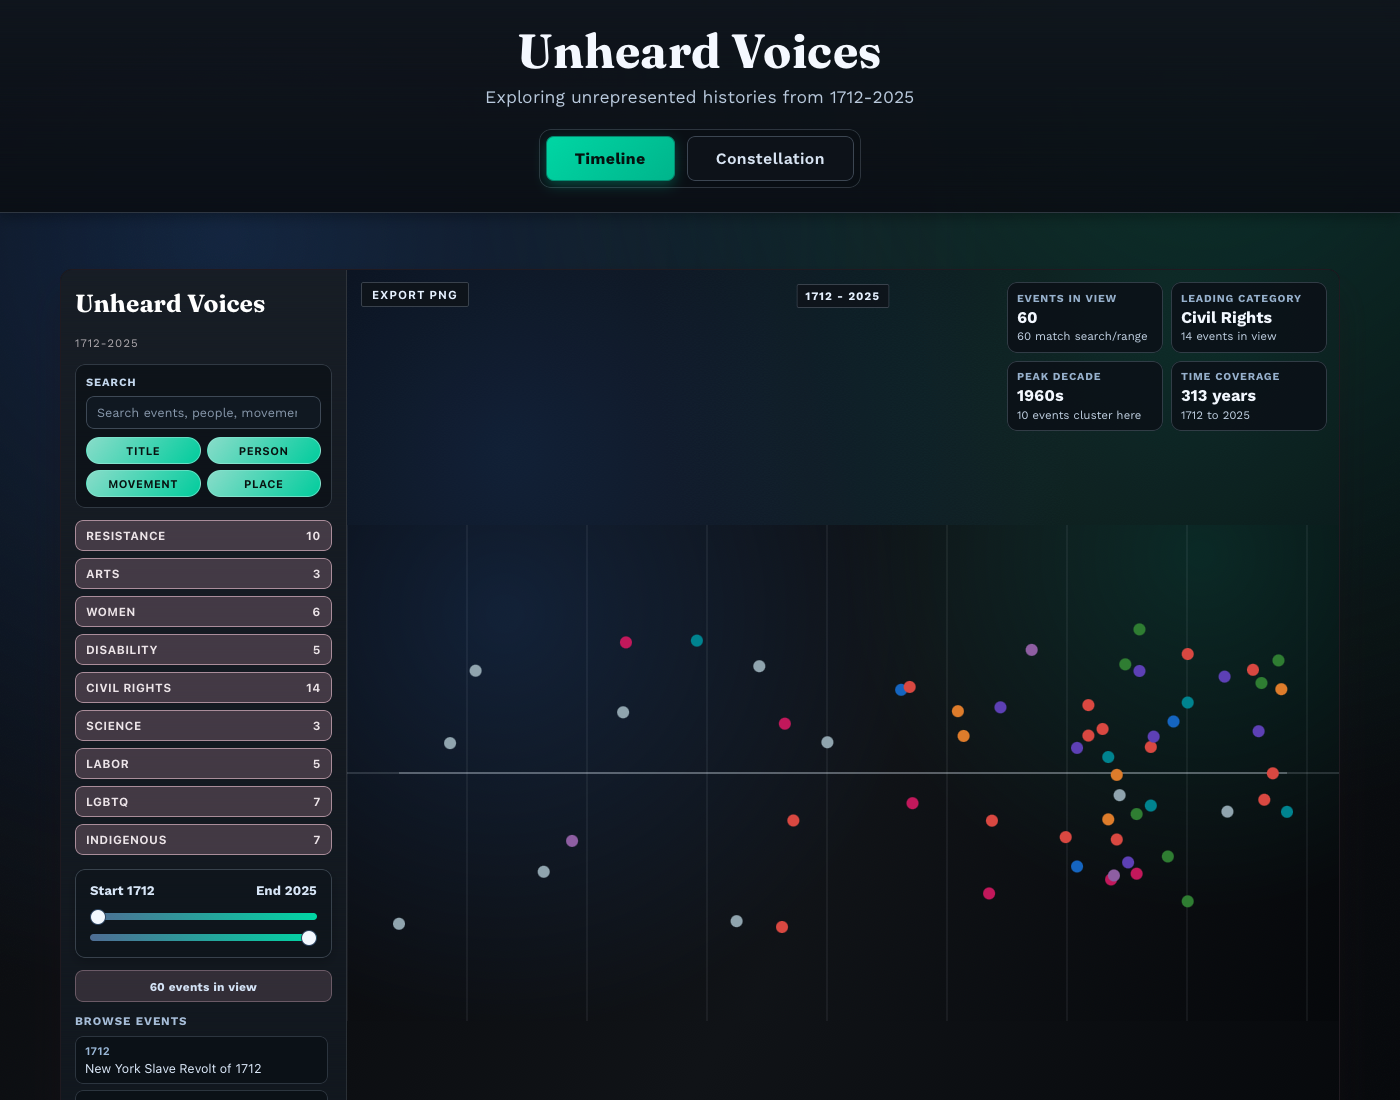 Unheard Voices
Exploring unrepresented histories from 1712-2025
Timeline
Constellation
Unheard Voices
1712-2025
SEARCH
Search events, people, movemen
TITLE
PERSON
MOVEMENT
PLACE
RESISTANCE 10
ARTS 3
WOMEN 6
DISABILITY 5
CIVIL RIGHTS 14
SCIENCE 3
LABOR 5
LGBTQ 7
INDIGENOUS 7
Start 1712
End 2025
60 events in view
BROWSE EVENTS
1712
New York Slave Revolt of 1712
EXPORT PNG
1712 - 2025
EVENTS IN VIEW
60
60 match search/range
LEADING CATEGORY
Civil Rights
14 events in view
PEAK DECADE
1960s
10 events cluster here
TIME COVERAGE
313 years
1712 to 2025